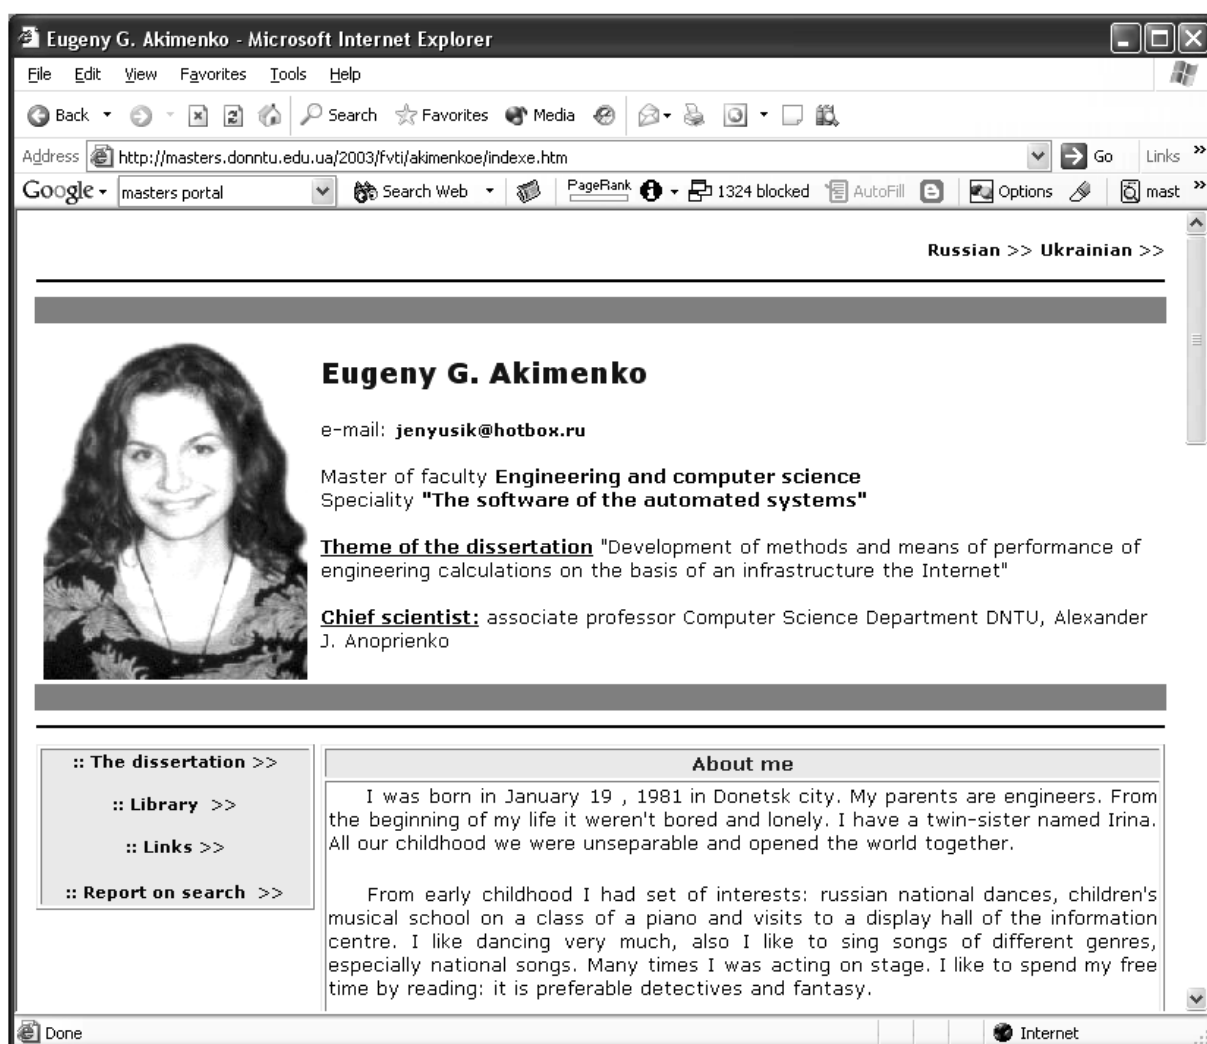 Eugeny G. Akimenko - Microsoft Internet Explorer
File Edit View Favorites Tools Help
Back Search Favorites Media
Address http://masters.donntu.edu.ua/2003/fvti/akimenkoe/indexe.htm Go Links »
Google masters portal Search Web PageRank 1324 blocked AutoFill Options mast »
Russian >> Ukrainian >>
Eugeny G. Akimenko
e-mail: jenyusik@hotbox.ru
Master of faculty Engineering and computer science
Speciality "The software of the automated systems"
Theme of the dissertation "Development of methods and means of performance of
engineering calculations on the basis of an infrastructure the Internet"
Chief scientist: associate professor Computer Science Department DNTU, Alexander
J. Anoprienko
:: The dissertation >>
:: Library >>
:: Links >>
:: Report on search >>
About me
I was born in January 19 , 1981 in Donetsk city. My parents are engineers. From
the beginning of my life it weren't bored and lonely. I have a twin-sister named Irina.
All our childhood we were unseparable and opened the world together.
From early childhood I had set of interests: russian national dances, children's
musical school on a class of a piano and visits to a display hall of the information
centre. I like dancing very much, also I like to sing songs of different genres,
especially national songs. Many times I was acting on stage. I like to spend my free
time by reading: it is preferable detectives and fantasy.
Done Internet